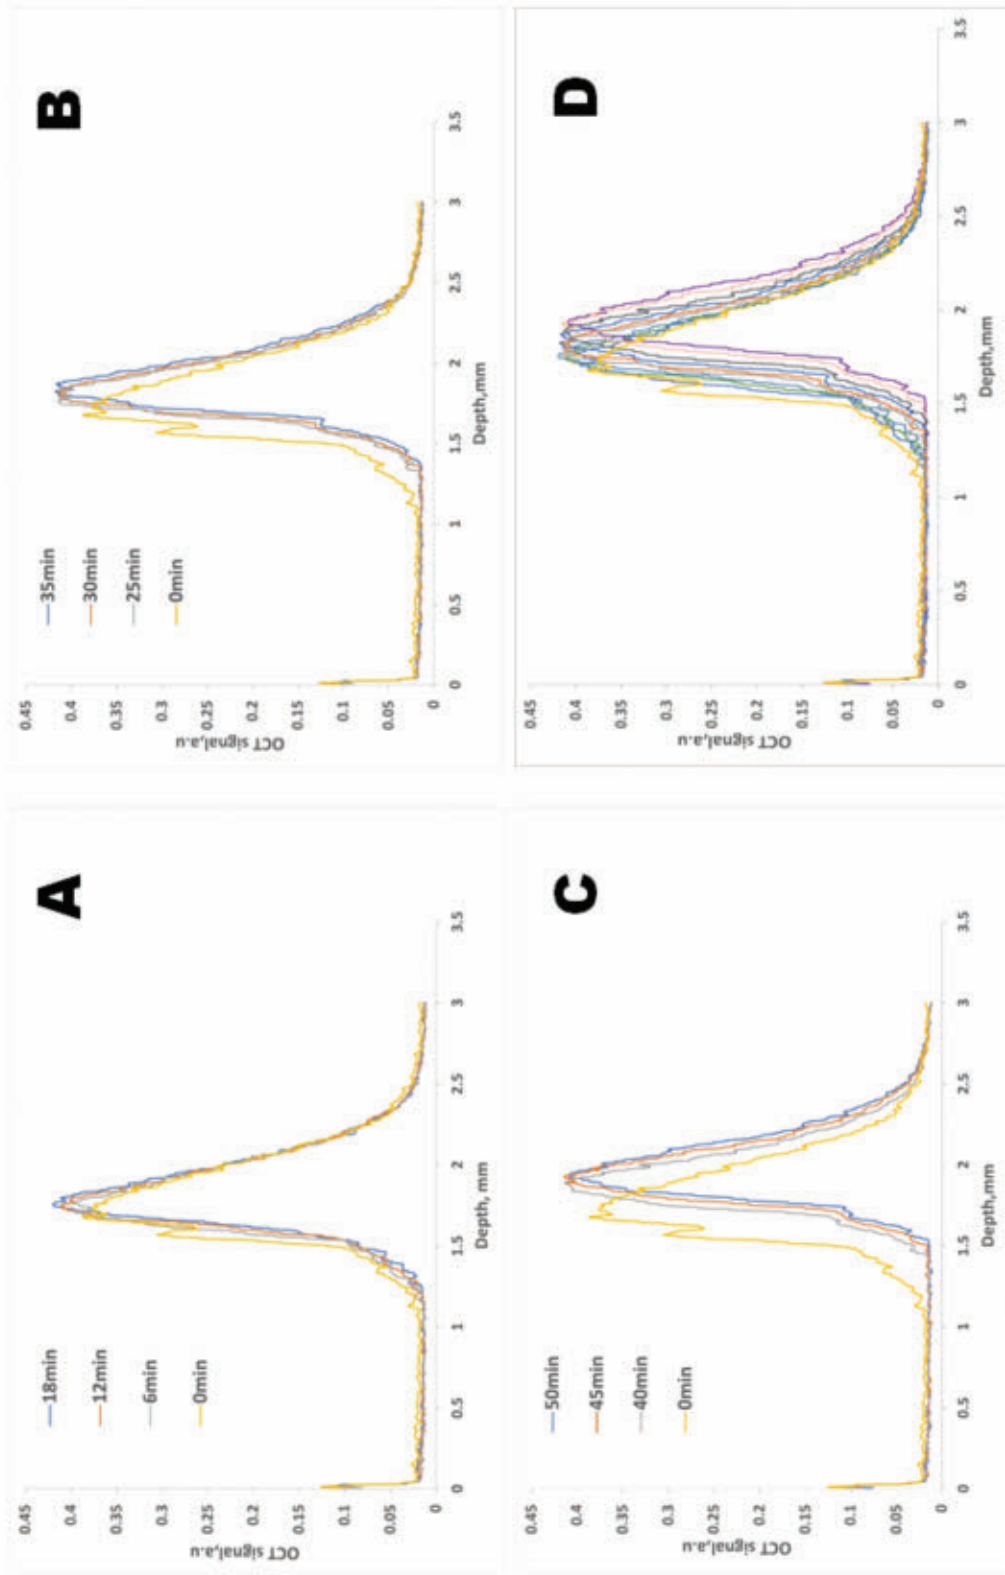 A
OCT signal,a.u
0.45
0.4
0.35
0.3
0.25
0.2
0.15
0.1
0.05
0
18min
12min
6min
0min
0 0.5 1 1.5 2 2.5 3 3.5
Depth, mm
B
OCT signal,a.u
0.45
0.4
0.35
0.3
0.25
0.2
0.15
0.1
0.05
0
35min
30min
25min
0min
0 0.5 1 1.5 2 2.5 3 3.5
Depth,mm
C
OCT signal,a.u
0.45
0.4
0.35
0.3
0.25
0.2
0.15
0.1
0.05
0
50min
45min
40min
0min
0 0.5 1 1.5 2 2.5 3 3.5
Depth,mm
D
OCT signal,a.u
0.45
0.4
0.35
0.3
0.25
0.2
0.15
0.1
0.05
0
0 0.5 1 1.5 2 2.5 3 3.5
Depth,mm